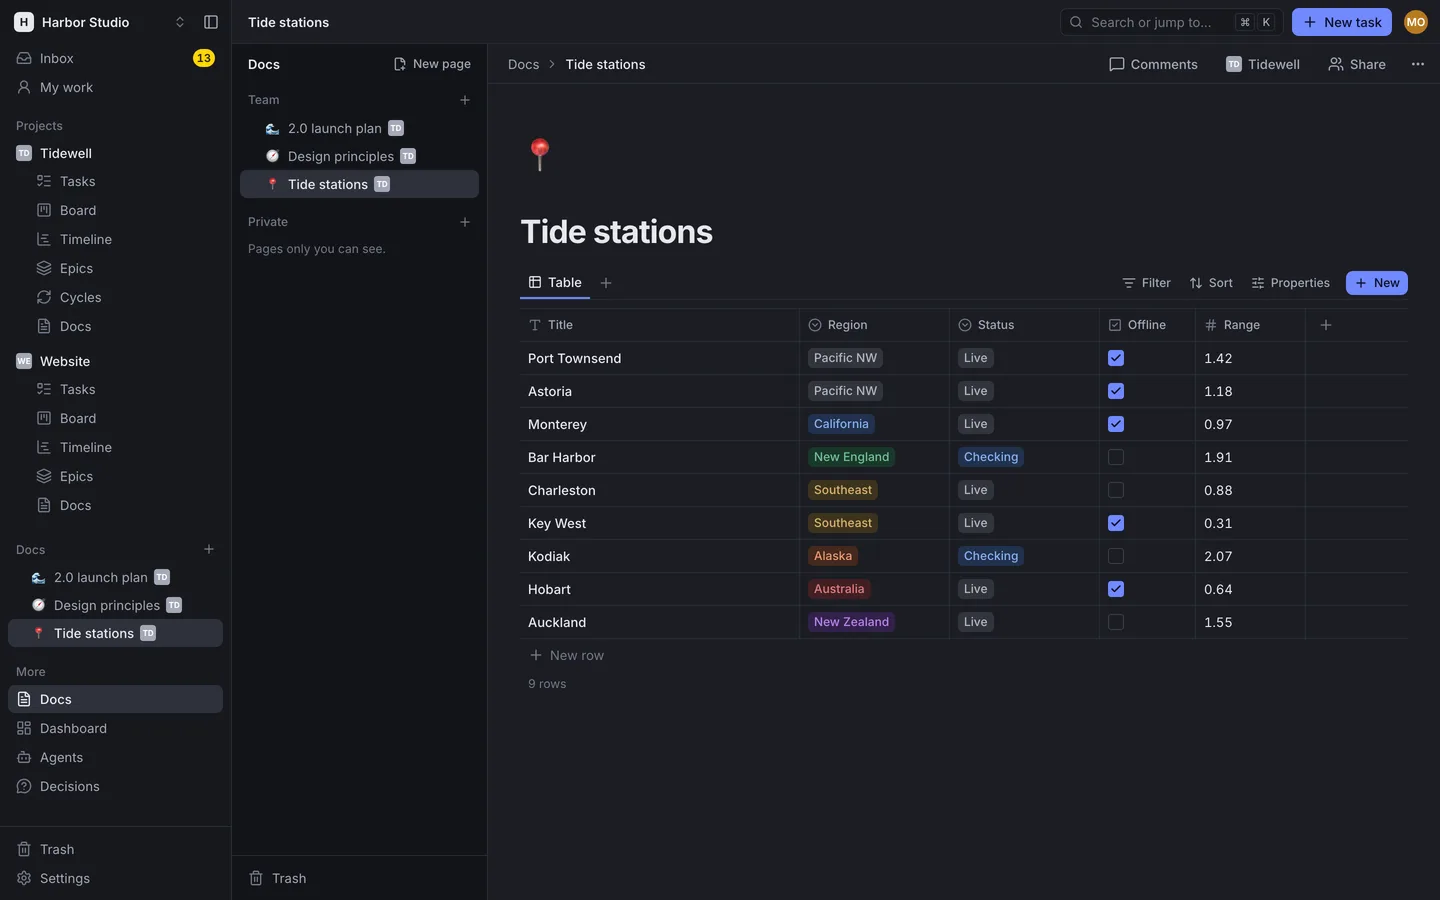 H Harbor Studio
Inbox 13
My work
Projects
TD Tidewell
Tasks
Board
Timeline
Epics
Cycles
Docs
WE Website
Tasks
Board
Timeline
Epics
Docs
Docs
2.0 launch plan TD
Design principles TD
Tide stations TD
More
Docs
Dashboard
Agents
Decisions
Trash
Settings
Tide stations
Search or jump to... ⌘ K
New task
MO
Docs
New page
Team
2.0 launch plan TD
Design principles TD
Tide stations TD
Private
Pages only you can see.
Trash
Docs > Tide stations
Comments
TD Tidewell
Share
Tide stations
Table
Filter
Sort
Properties
New
Title Region Status Offline # Range
Port Townsend Pacific NW Live 1.42
Astoria Pacific NW Live 1.18
Monterey California Live 0.97
Bar Harbor New England Checking 1.91
Charleston Southeast Live 0.88
Key West Southeast Live 0.31
Kodiak Alaska Checking 2.07
Hobart Australia Live 0.64
Auckland New Zealand Live 1.55
New row
9 rows